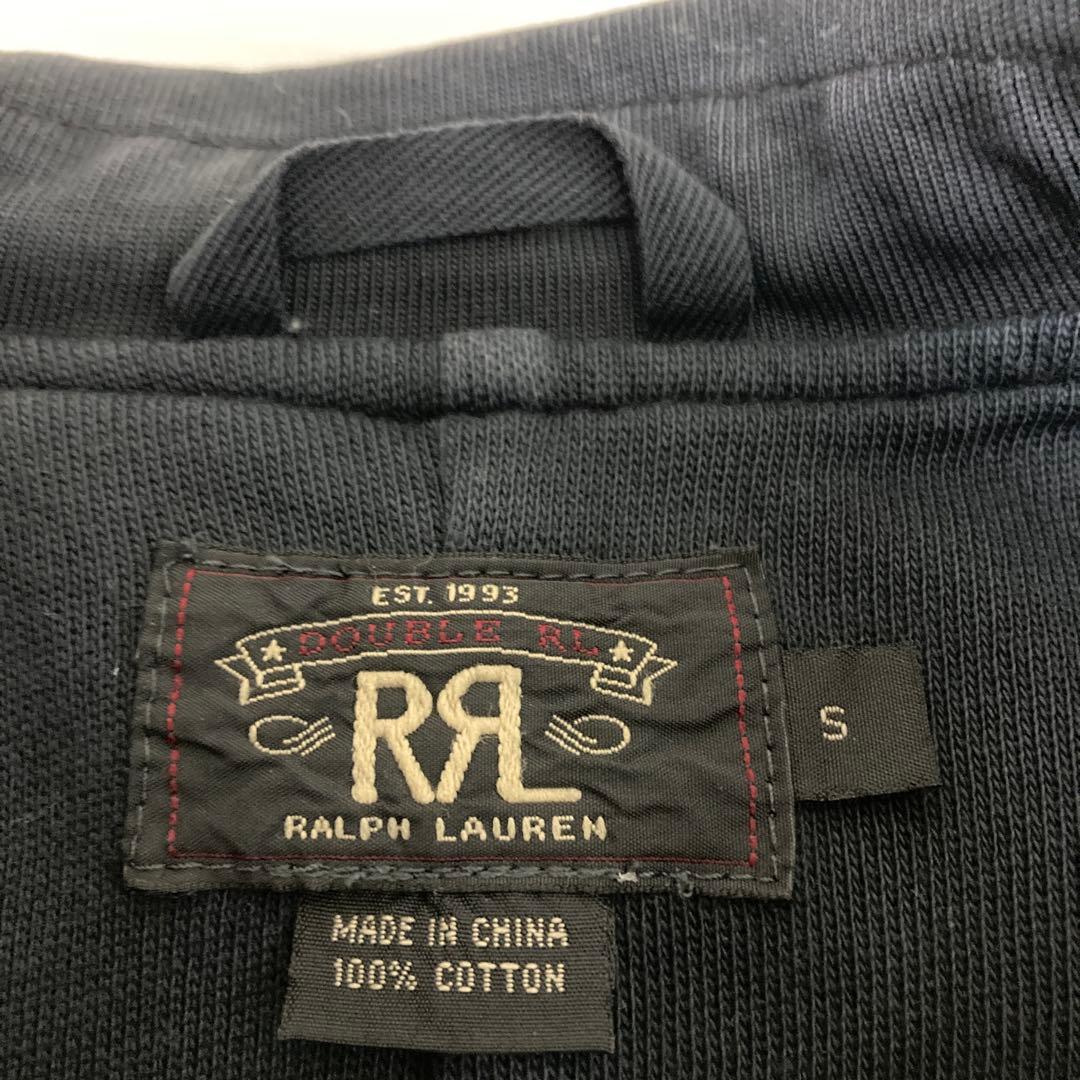 EST. 1993
DOUBLE RL
RRL
RALPH LAUREN
S
MADE IN CHINA
100% COTTON